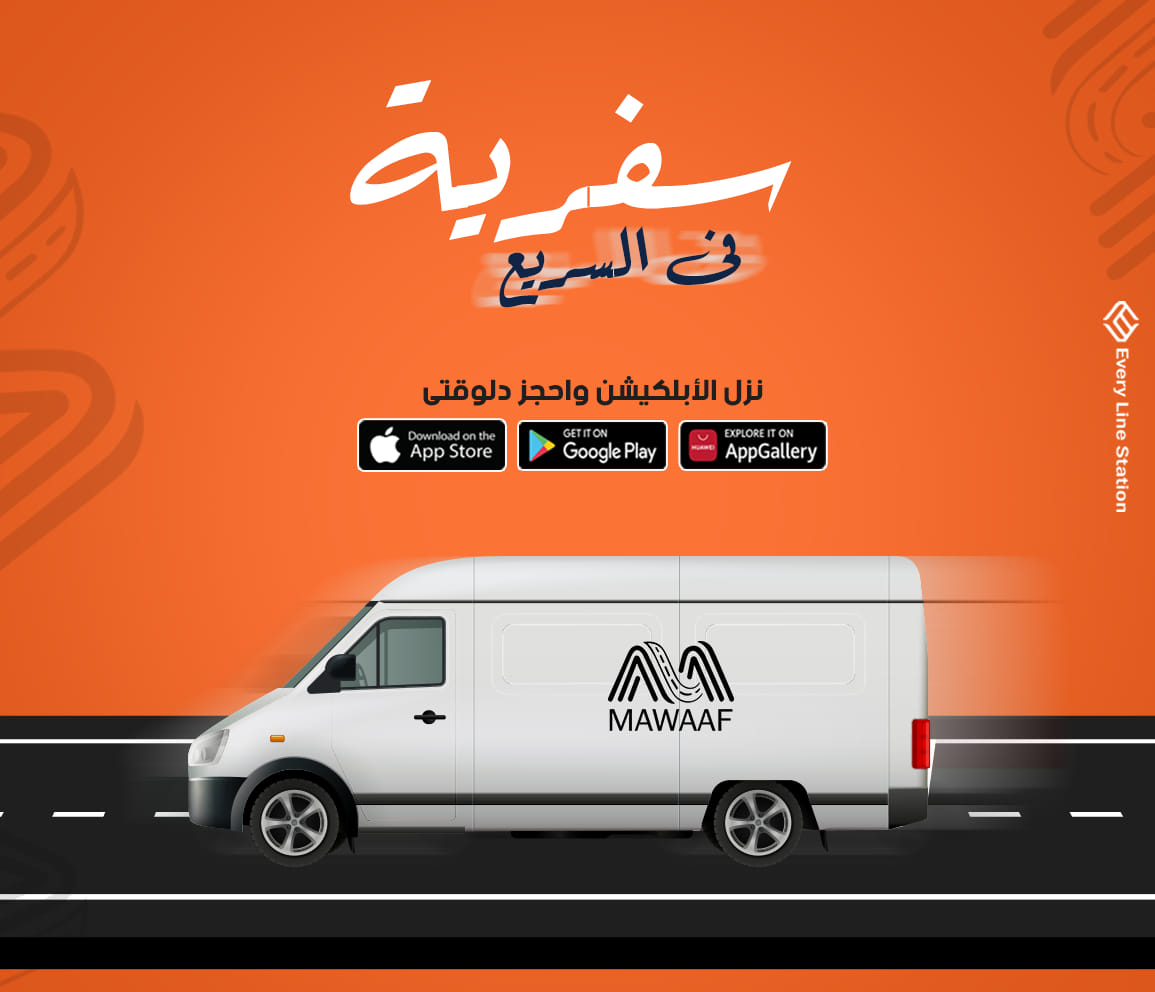 سفرية
فى السريع
نزل الأبلكيشن واحجز دلوقتى
Download on the
App Store
GET IT ON
Google Play
HUAWEI
EXPLORE IT ON
AppGallery
Every Line Station
MAWAAF